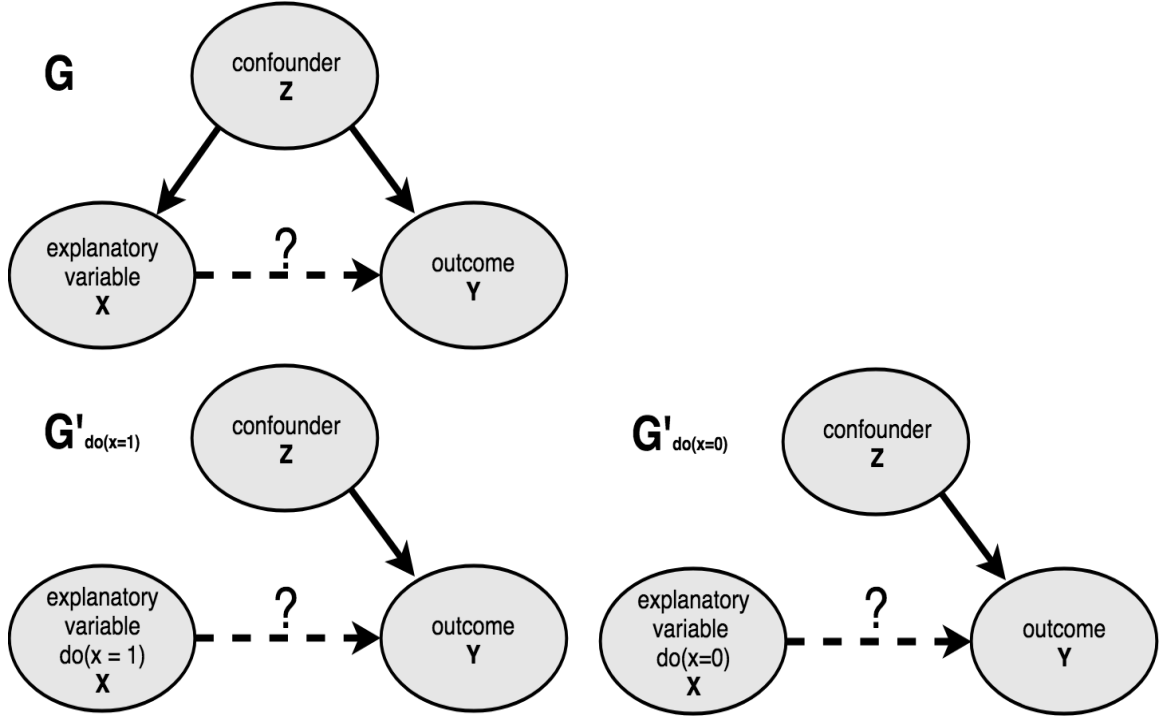 G
confounder
Z
explanatory
variable
X
?
outcome
Y
G'do(x=1)
confounder
Z
explanatory
variable
do(x = 1)
X
?
outcome
Y
G'do(x=0)
confounder
Z
explanatory
variable
do(x=0)
X
?
outcome
Y